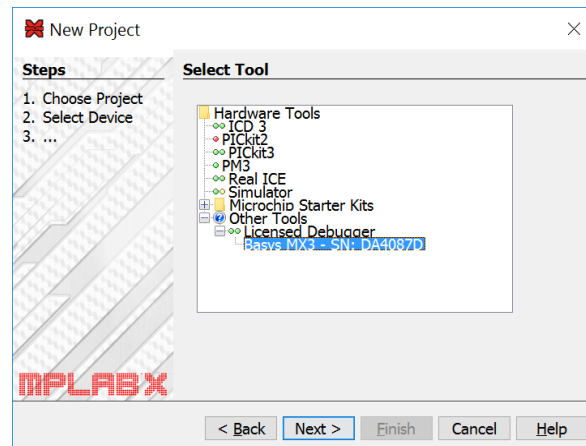 New Project
Steps
1. Choose Project
2. Select Device
3. ...
Select Tool
Hardware Tools
ICD 3
PICkit2
PICkit3
PM3
Real ICE
Simulator
Microchip Starter Kits
Other Tools
Licensed Debugger
Basys MX3 - SN: DA4087D
MPLABX
< Back Next > Finish Cancel Help